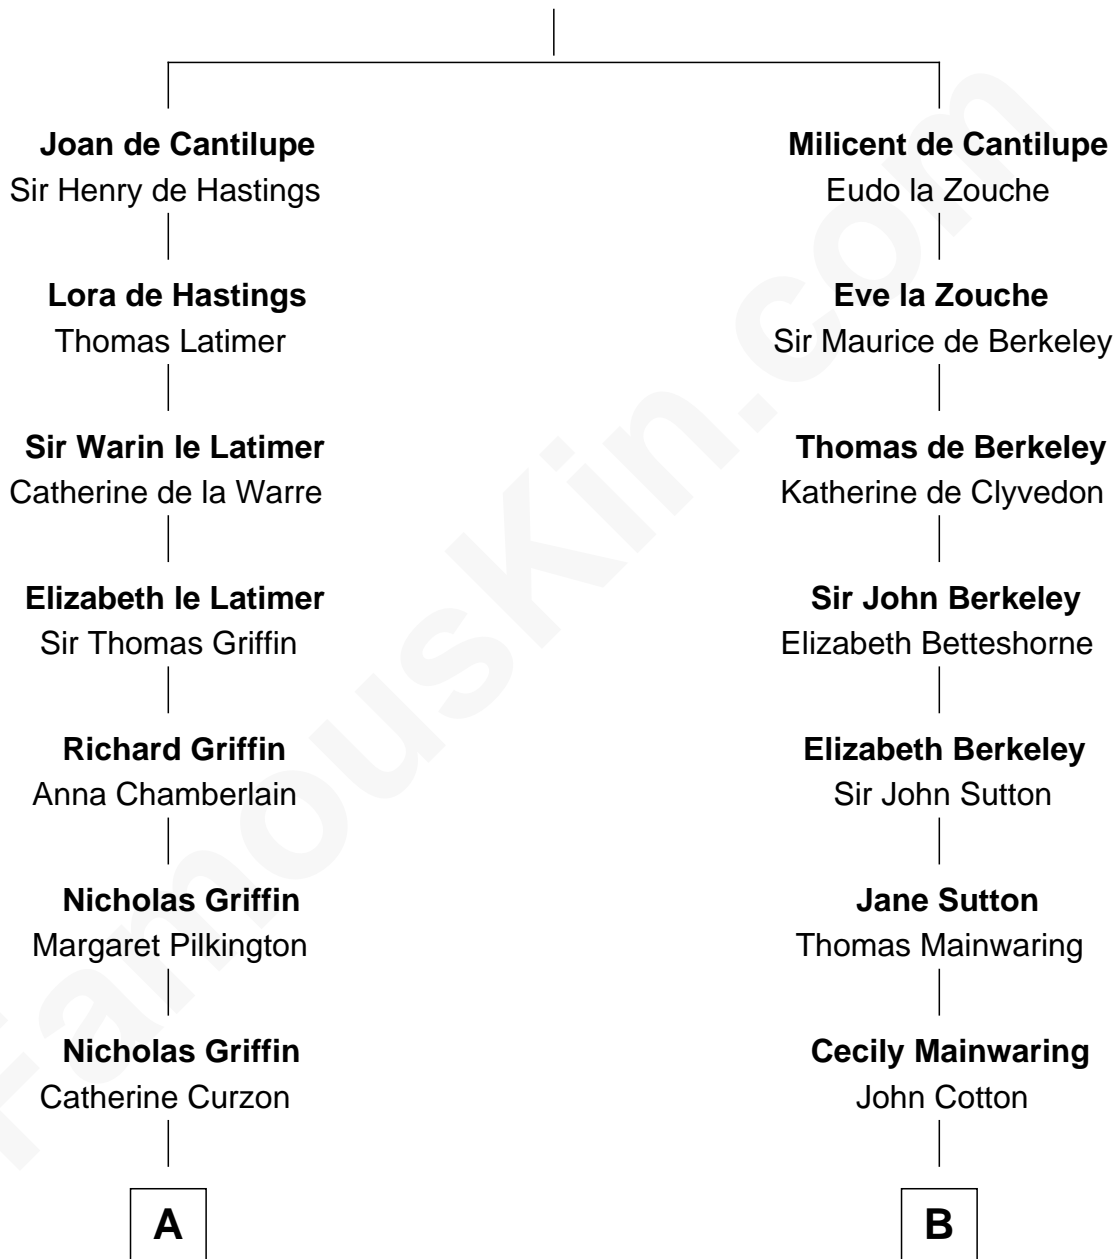 Joan de Cantilupe
Sir Henry de Hastings
Lora de Hastings
Thomas Latimer
Sir Warin le Latimer
Catherine de la Warre
Elizabeth le Latimer
Sir Thomas Griffin
Richard Griffin
Anna Chamberlain
Nicholas Griffin
Margaret Pilkington
Nicholas Griffin
Catherine Curzon
A
Milicent de Cantilupe
Eudo la Zouche
Eve la Zouche
Sir Maurice de Berkeley
Thomas de Berkeley
Katherine de Clyvedon
Sir John Berkeley
Elizabeth Betteshorne
Elizabeth Berkeley
Sir John Sutton
Jane Sutton
Thomas Mainwaring
Cecily Mainwaring
John Cotton
B
FamousKin.com